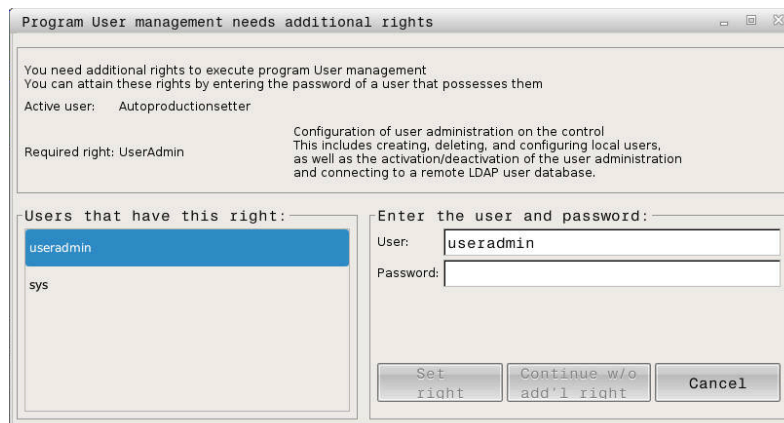 Program User management needs additional rights
You need additional rights to execute program User management
You can attain these rights by entering the password of a user that possesses them
Active user: Autoproductionsetter
Required right: UserAdmin
Configuration of user administration on the control
This includes creating, deleting, and configuring local users,
as well as the activation/deactivation of the user administration
and connecting to a remote LDAP user database.
Users that have this right:
useradmin
sys
Enter the user and password:
User: useradmin
Password:
Set
right
Continue w/o
add'l right
Cancel